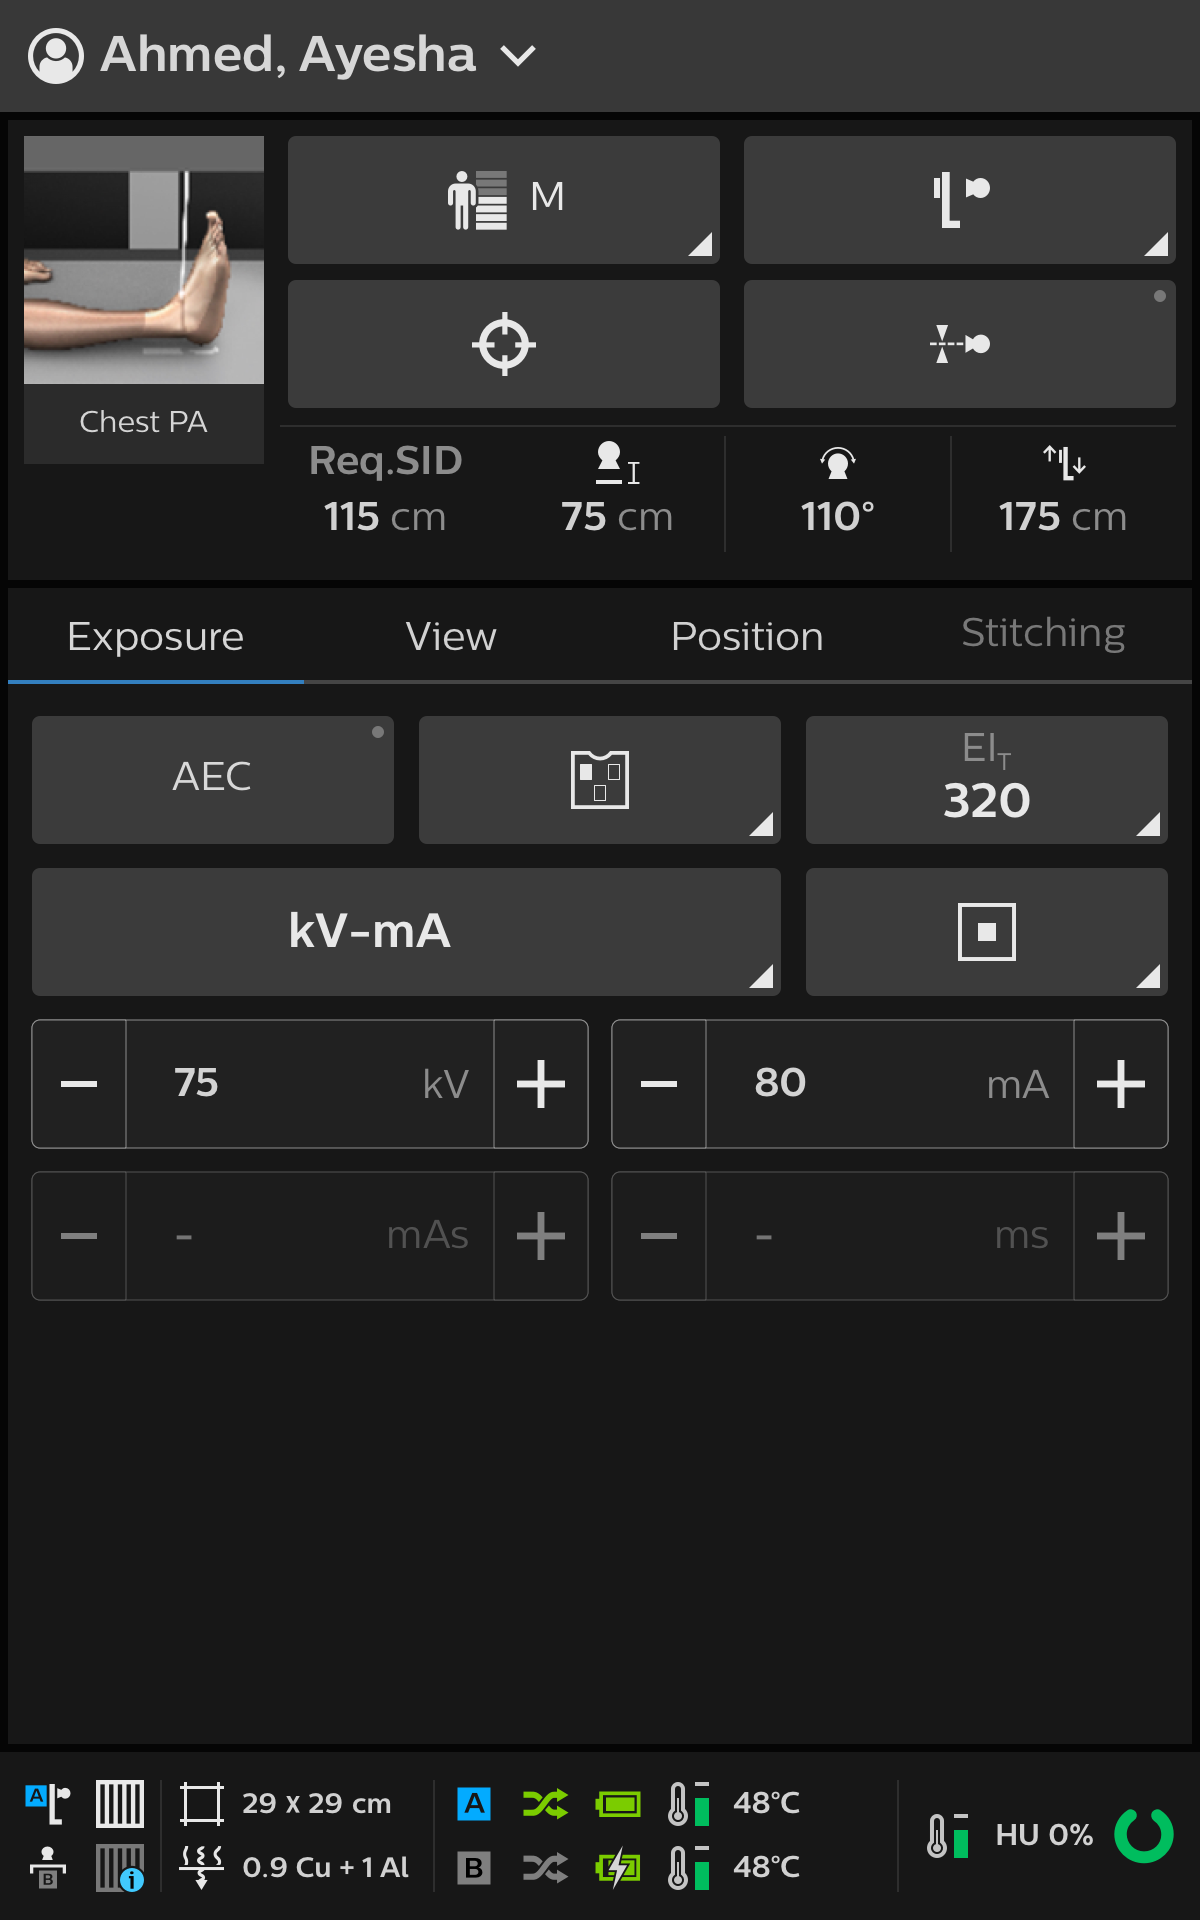 Ahmed, Ayesha
M
Chest PA
Req.SID
115 cm
75 cm
110°
175 cm
Exposure
View
Position
Stitching
AEC
EIT
320
kV-mA
75 kV
80 mA
- mAs
- ms
A
29 x 29 cm
A
48°C
B
0.9 Cu + 1 Al
B
48°C
HU 0%